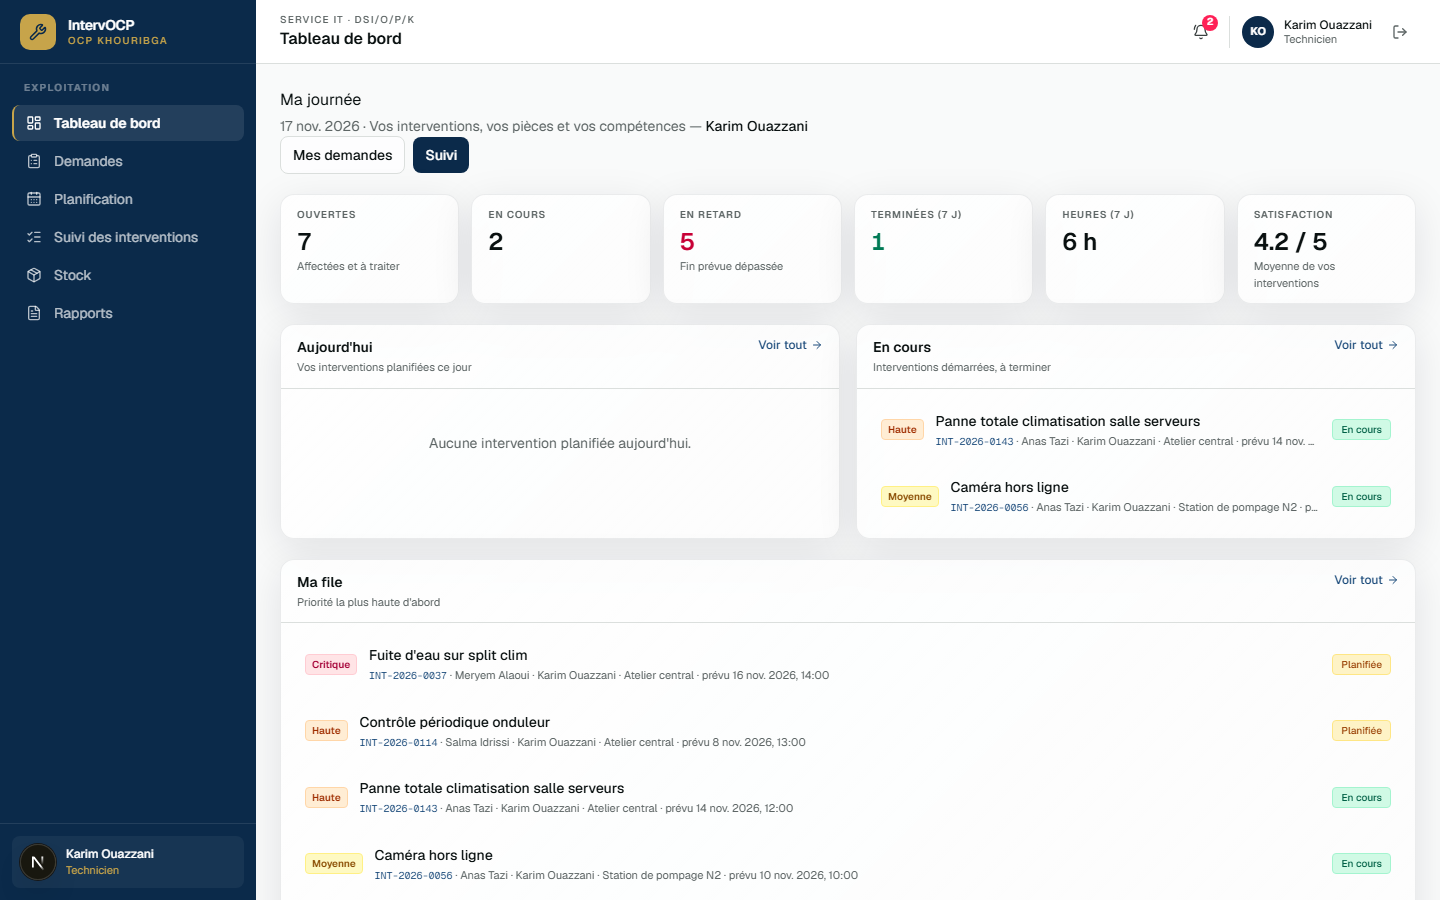 IntervOCP
OCP KHOURIBGA
EXPLOITATION
Tableau de bord
Demandes
Planification
Suivi des interventions
Stock
Rapports
Karim Ouazzani
Technicien
SERVICE IT · DSI/O/P/K
Tableau de bord
2
KO
Karim Ouazzani
Technicien
Ma journée
17 nov. 2026 · Vos interventions, vos pièces et vos compétences — Karim Ouazzani
Mes demandes
Suivi
OUVERTES
7
Affectées et à traiter
EN COURS
2
EN RETARD
5
Fin prévue dépassée
TERMINÉES (7 J)
1
HEURES (7 J)
6 h
SATISFACTION
4.2 / 5
Moyenne de vos
interventions
Aujourd'hui
Voir tout →
Vos interventions planifiées ce jour
Aucune intervention planifiée aujourd'hui.
En cours
Voir tout →
Interventions démarrées, à terminer
Haute
Panne totale climatisation salle serveurs
INT-2026-0143 · Anas Tazi · Karim Ouazzani · Atelier central · prévu 14 nov. ...
En cours
Moyenne
Caméra hors ligne
INT-2026-0056 · Anas Tazi · Karim Ouazzani · Station de pompage N2 · p...
En cours
Ma file
Voir tout →
Priorité la plus haute d'abord
Critique
Fuite d'eau sur split clim
INT-2026-0037 · Meryem Alaoui · Karim Ouazzani · Atelier central · prévu 16 nov. 2026, 14:00
Planifiée
Haute
Contrôle périodique onduleur
INT-2026-0114 · Salma Idrissi · Karim Ouazzani · Atelier central · prévu 8 nov. 2026, 13:00
Planifiée
Haute
Panne totale climatisation salle serveurs
INT-2026-0143 · Anas Tazi · Karim Ouazzani · Atelier central · prévu 14 nov. 2026, 12:00
En cours
Moyenne
Caméra hors ligne
INT-2026-0056 · Anas Tazi · Karim Ouazzani · Station de pompage N2 · prévu 10 nov. 2026, 10:00
En cours